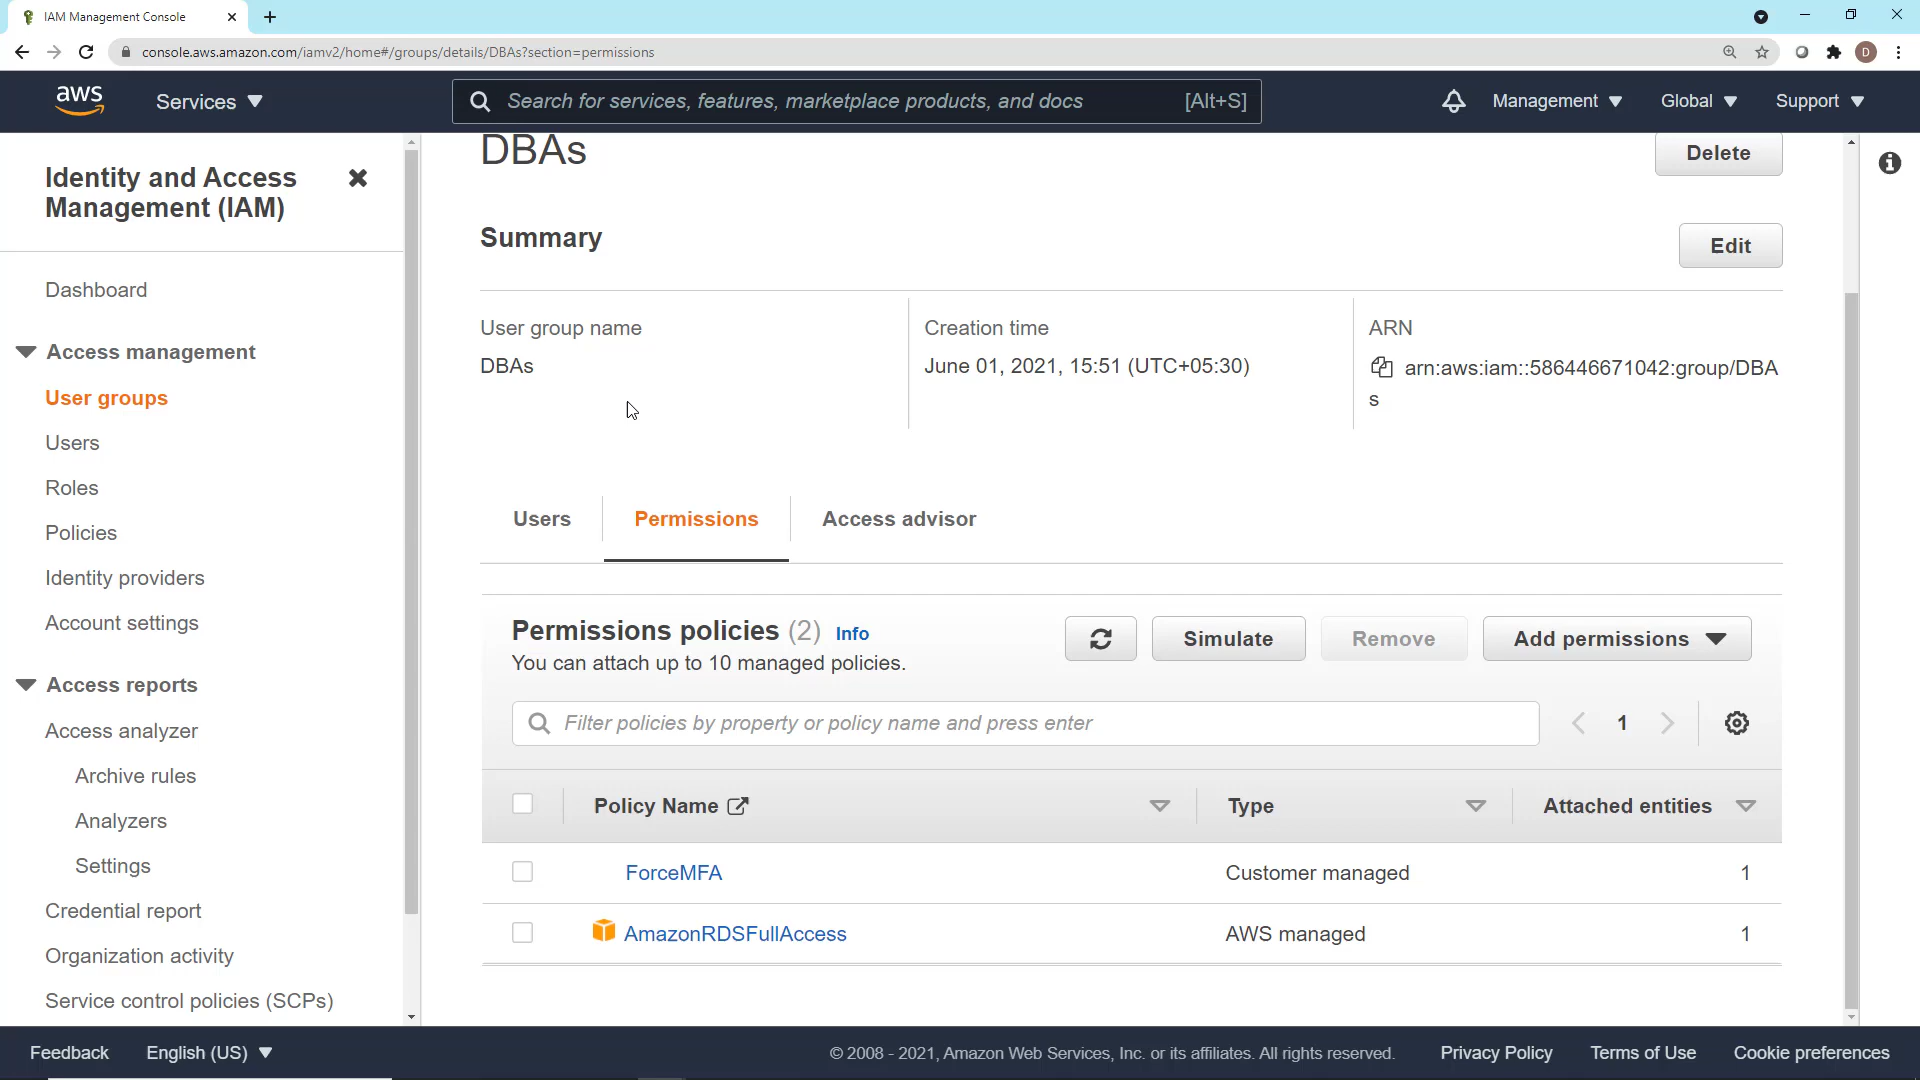 IAM Management Console
console.aws.amazon.com/iamv2/home#/groups/details/DBAs?section=permissions
D
aws
Services
Search for services, features, marketplace products, and docs [Alt+S]
Management
Global
Support
Identity and Access
Management (IAM)
Dashboard
Access management
User groups
Users
Roles
Policies
Identity providers
Account settings
Access reports
Access analyzer
Archive rules
Analyzers
Settings
Credential report
Organization activity
Service control policies (SCPs)
DBAs
Delete
Summary
Edit
User group name
DBAs
Creation time
June 01, 2021, 15:51 (UTC+05:30)
ARN
arn:aws:iam::586446671042:group/DBA
s
Users
Permissions
Access advisor
Permissions policies (2) Info
You can attach up to 10 managed policies.
Simulate
Remove
Add permissions
Filter policies by property or policy name and press enter
1
Policy Name
Type
Attached entities
ForceMFA
Customer managed
1
AmazonRDSFullAccess
AWS managed
1
Feedback
English (US)
© 2008 - 2021, Amazon Web Services, Inc. or its affiliates. All rights reserved.
Privacy Policy
Terms of Use
Cookie preferences